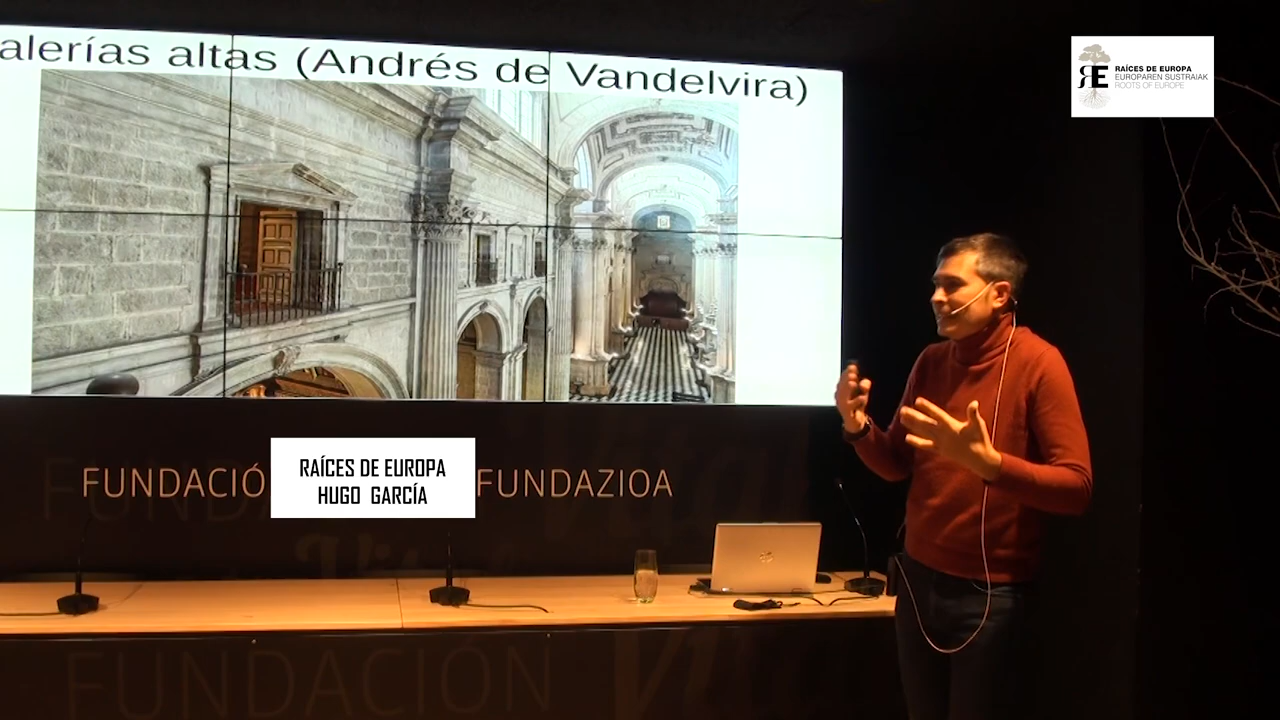 alerías altas (Andrés de Vandelvira)
RAÍCES DE EUROPA
EUROPAREN SUSTRAIAK
ROOTS OF EUROPE
RAÍCES DE EUROPA
HUGO GARCÍA
FUNDACIÓ
FUNDAZIOA
FUNDACION